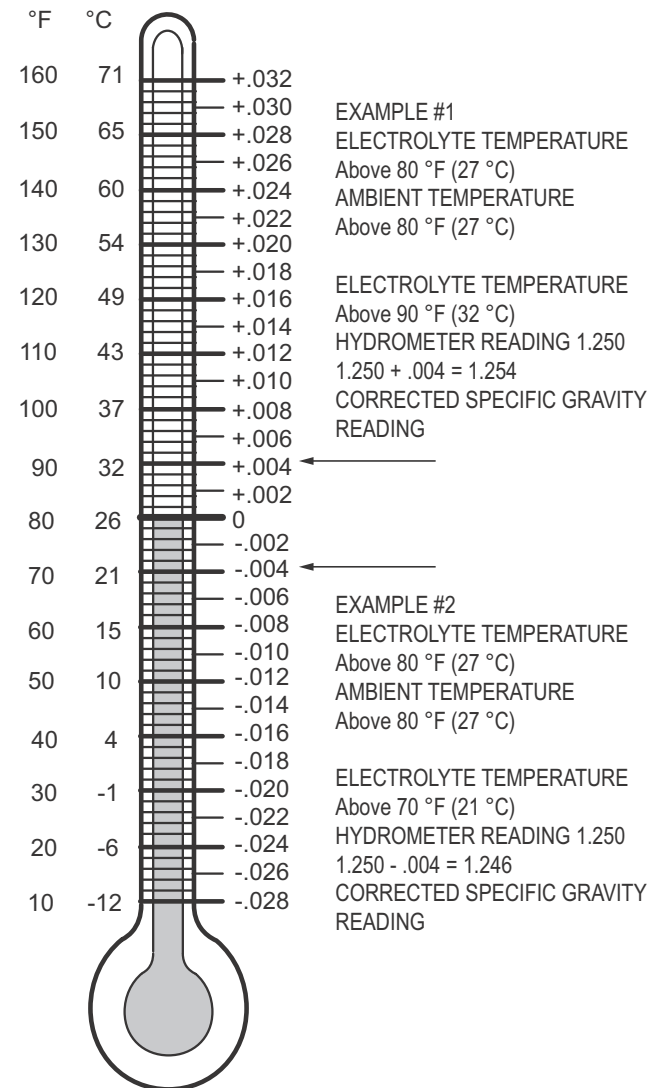 °F °C
160 71 +.032
+.030
150 65 +.028
+.026
140 60 +.024
+.022
130 54 +.020
+.018
120 49 +.016
+.014
110 43 +.012
+.010
100 37 +.008
+.006
90 32 +.004
+.002
80 26 0
-.002
70 21 -.004
-.006
60 15 -.008
-.010
50 10 -.012
-.014
40 4 -.016
-.018
30 -1 -.020
-.022
20 -6 -.024
-.026
10 -12 -.028
EXAMPLE #1
ELECTROLYTE TEMPERATURE
Above 80 °F (27 °C)
AMBIENT TEMPERATURE
Above 80 °F (27 °C)
ELECTROLYTE TEMPERATURE
Above 90 °F (32 °C)
HYDROMETER READING 1.250
1.250 + .004 = 1.254
CORRECTED SPECIFIC GRAVITY
READING
EXAMPLE #2
ELECTROLYTE TEMPERATURE
Above 80 °F (27 °C)
AMBIENT TEMPERATURE
Above 80 °F (27 °C)
ELECTROLYTE TEMPERATURE
Above 70 °F (21 °C)
HYDROMETER READING 1.250
1.250 - .004 = 1.246
CORRECTED SPECIFIC GRAVITY
READING